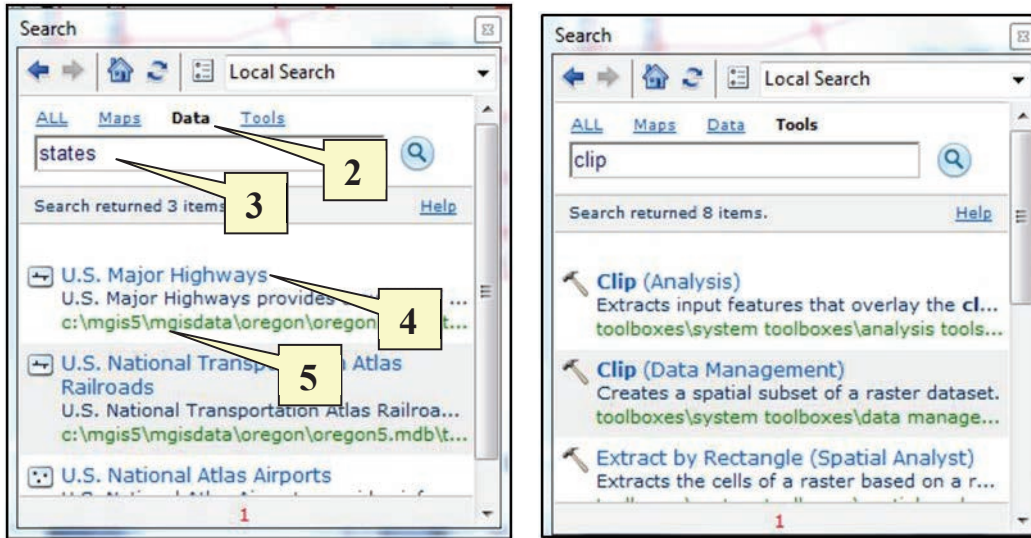 Search
Local Search
ALL Maps Data Tools
states
2
3
Search returned 3 items Help
U.S. Major Highways
U.S. Major Highways provides ...
c:\mgis5\mgisdata\oregon\oregon t...
4
5
U.S. National Atlas
Railroads
U.S. National Transportation Atlas Railroa...
c:\mgis5\mgisdata\oregon\oregon5.mdb\t...
U.S. National Atlas Airports
1
Search
Local Search
ALL Maps Data Tools
clip
Search returned 8 items. Help
Clip (Analysis)
Extracts input features that overlay the cl...
toolboxes\system toolboxes\analysis tools...
Clip (Data Management)
Creates a spatial subset of a raster dataset.
toolboxes\system toolboxes\data manage...
Extract by Rectangle (Spatial Analyst)
Extracts the cells of a raster based on a r...
1